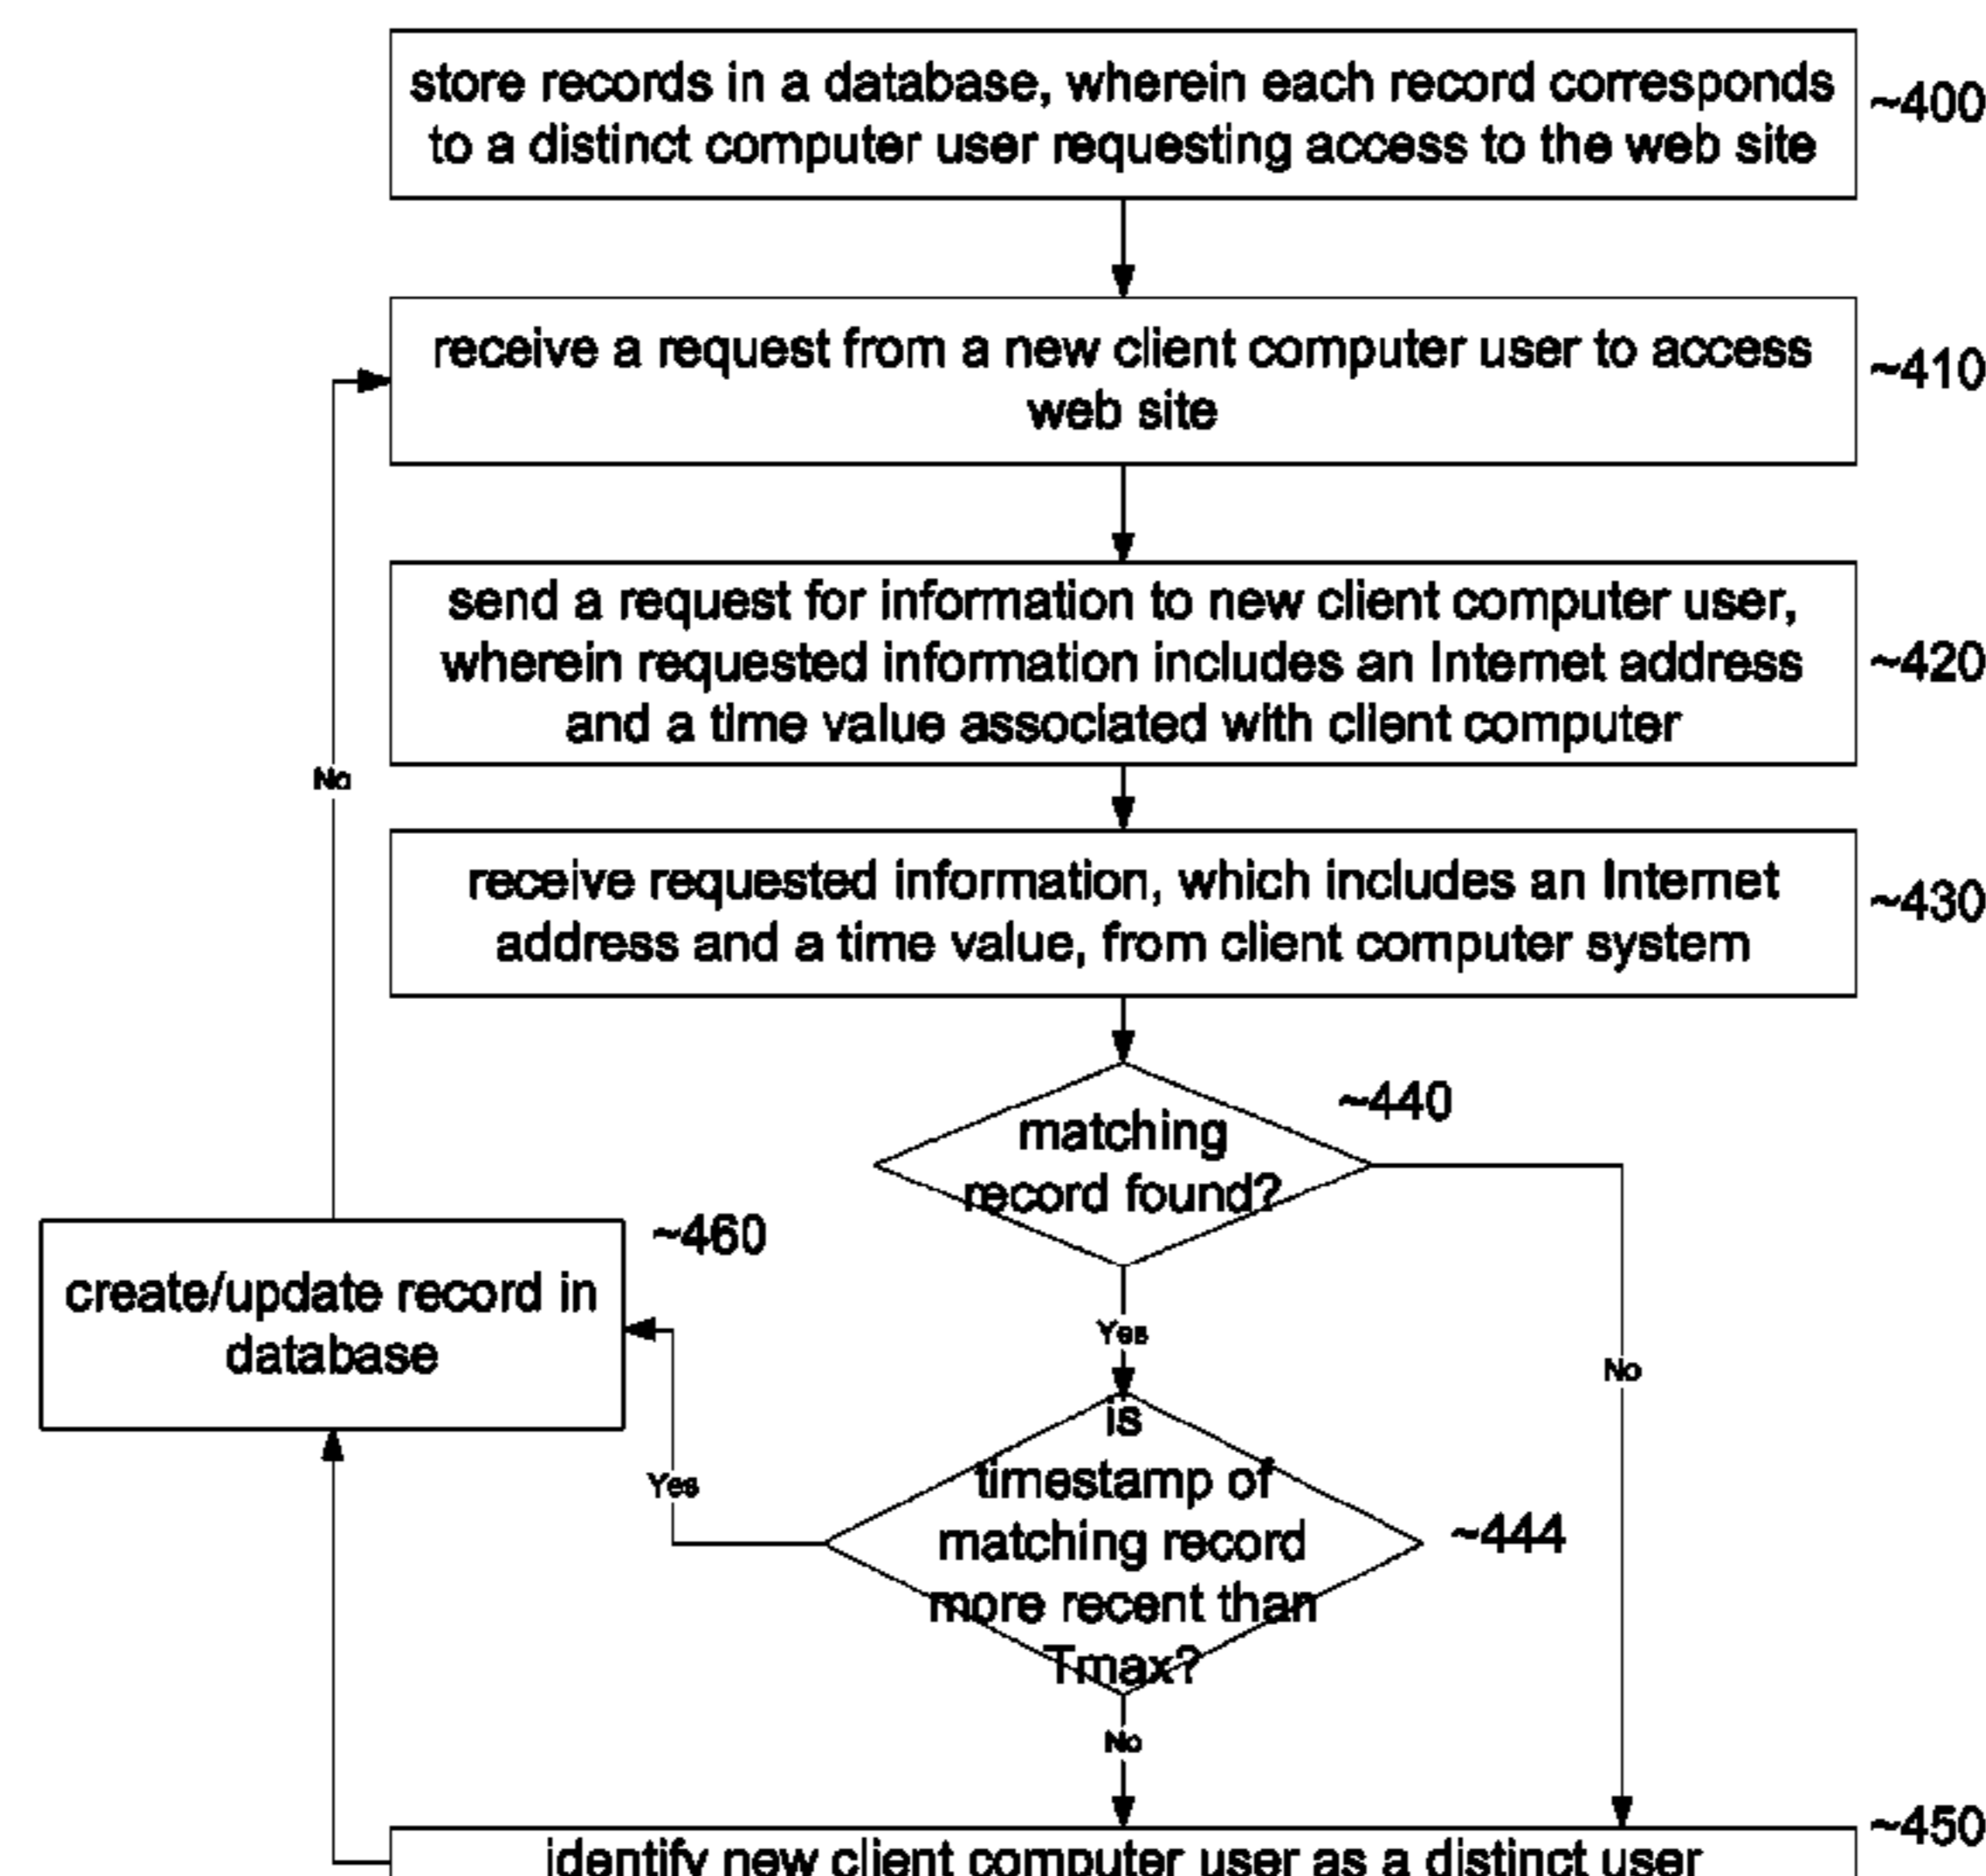 store records in a database, wherein each record corresponds
to a distinct computer user requesting access to the web site
~400
receive a request from a new client computer user to access
web site
~410
send a request for information to new client computer user,
wherein requested information includes an Internet address
and a time value associated with client computer
~420
No
receive requested information, which includes an Internet
address and a time value, from client computer system
~430
matching
record found?
~440
~460
create/update record in
database
Yes
No
is
timestamp of
matching record
more recent than
Tmax?
~444
Yes
No
~450
identify new client computer user as a distinct user